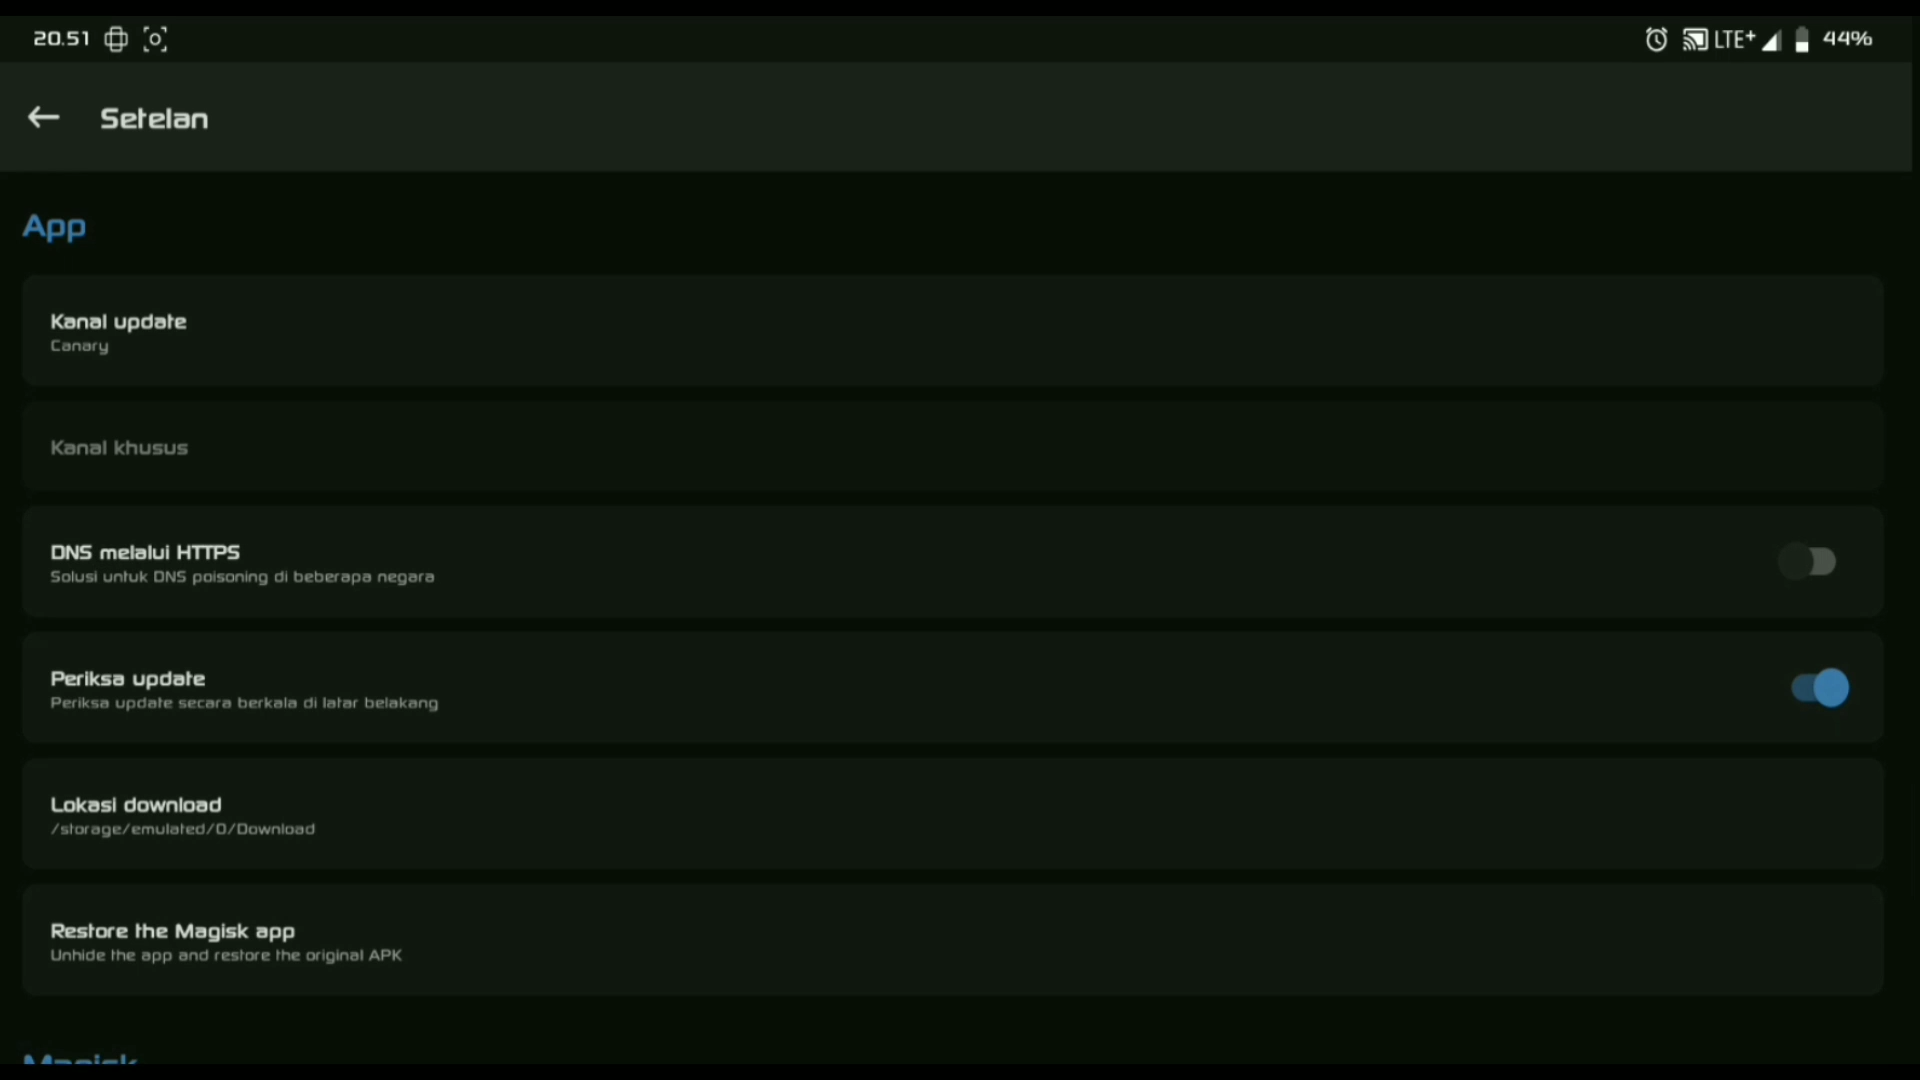 20.51
LTE+ 44%
Setelan
App
Kanal update
Canary
Kanal khusus
DNS melalui HTTPS
Solusi untuk DNS poisoning di beberapa negara
Periksa update
Periksa update secara berkala di latar belakang
Lokasi download
/storage/emulated/0/Download
Restore the Magisk app
Unhide the app and restore the original APK
Magisk